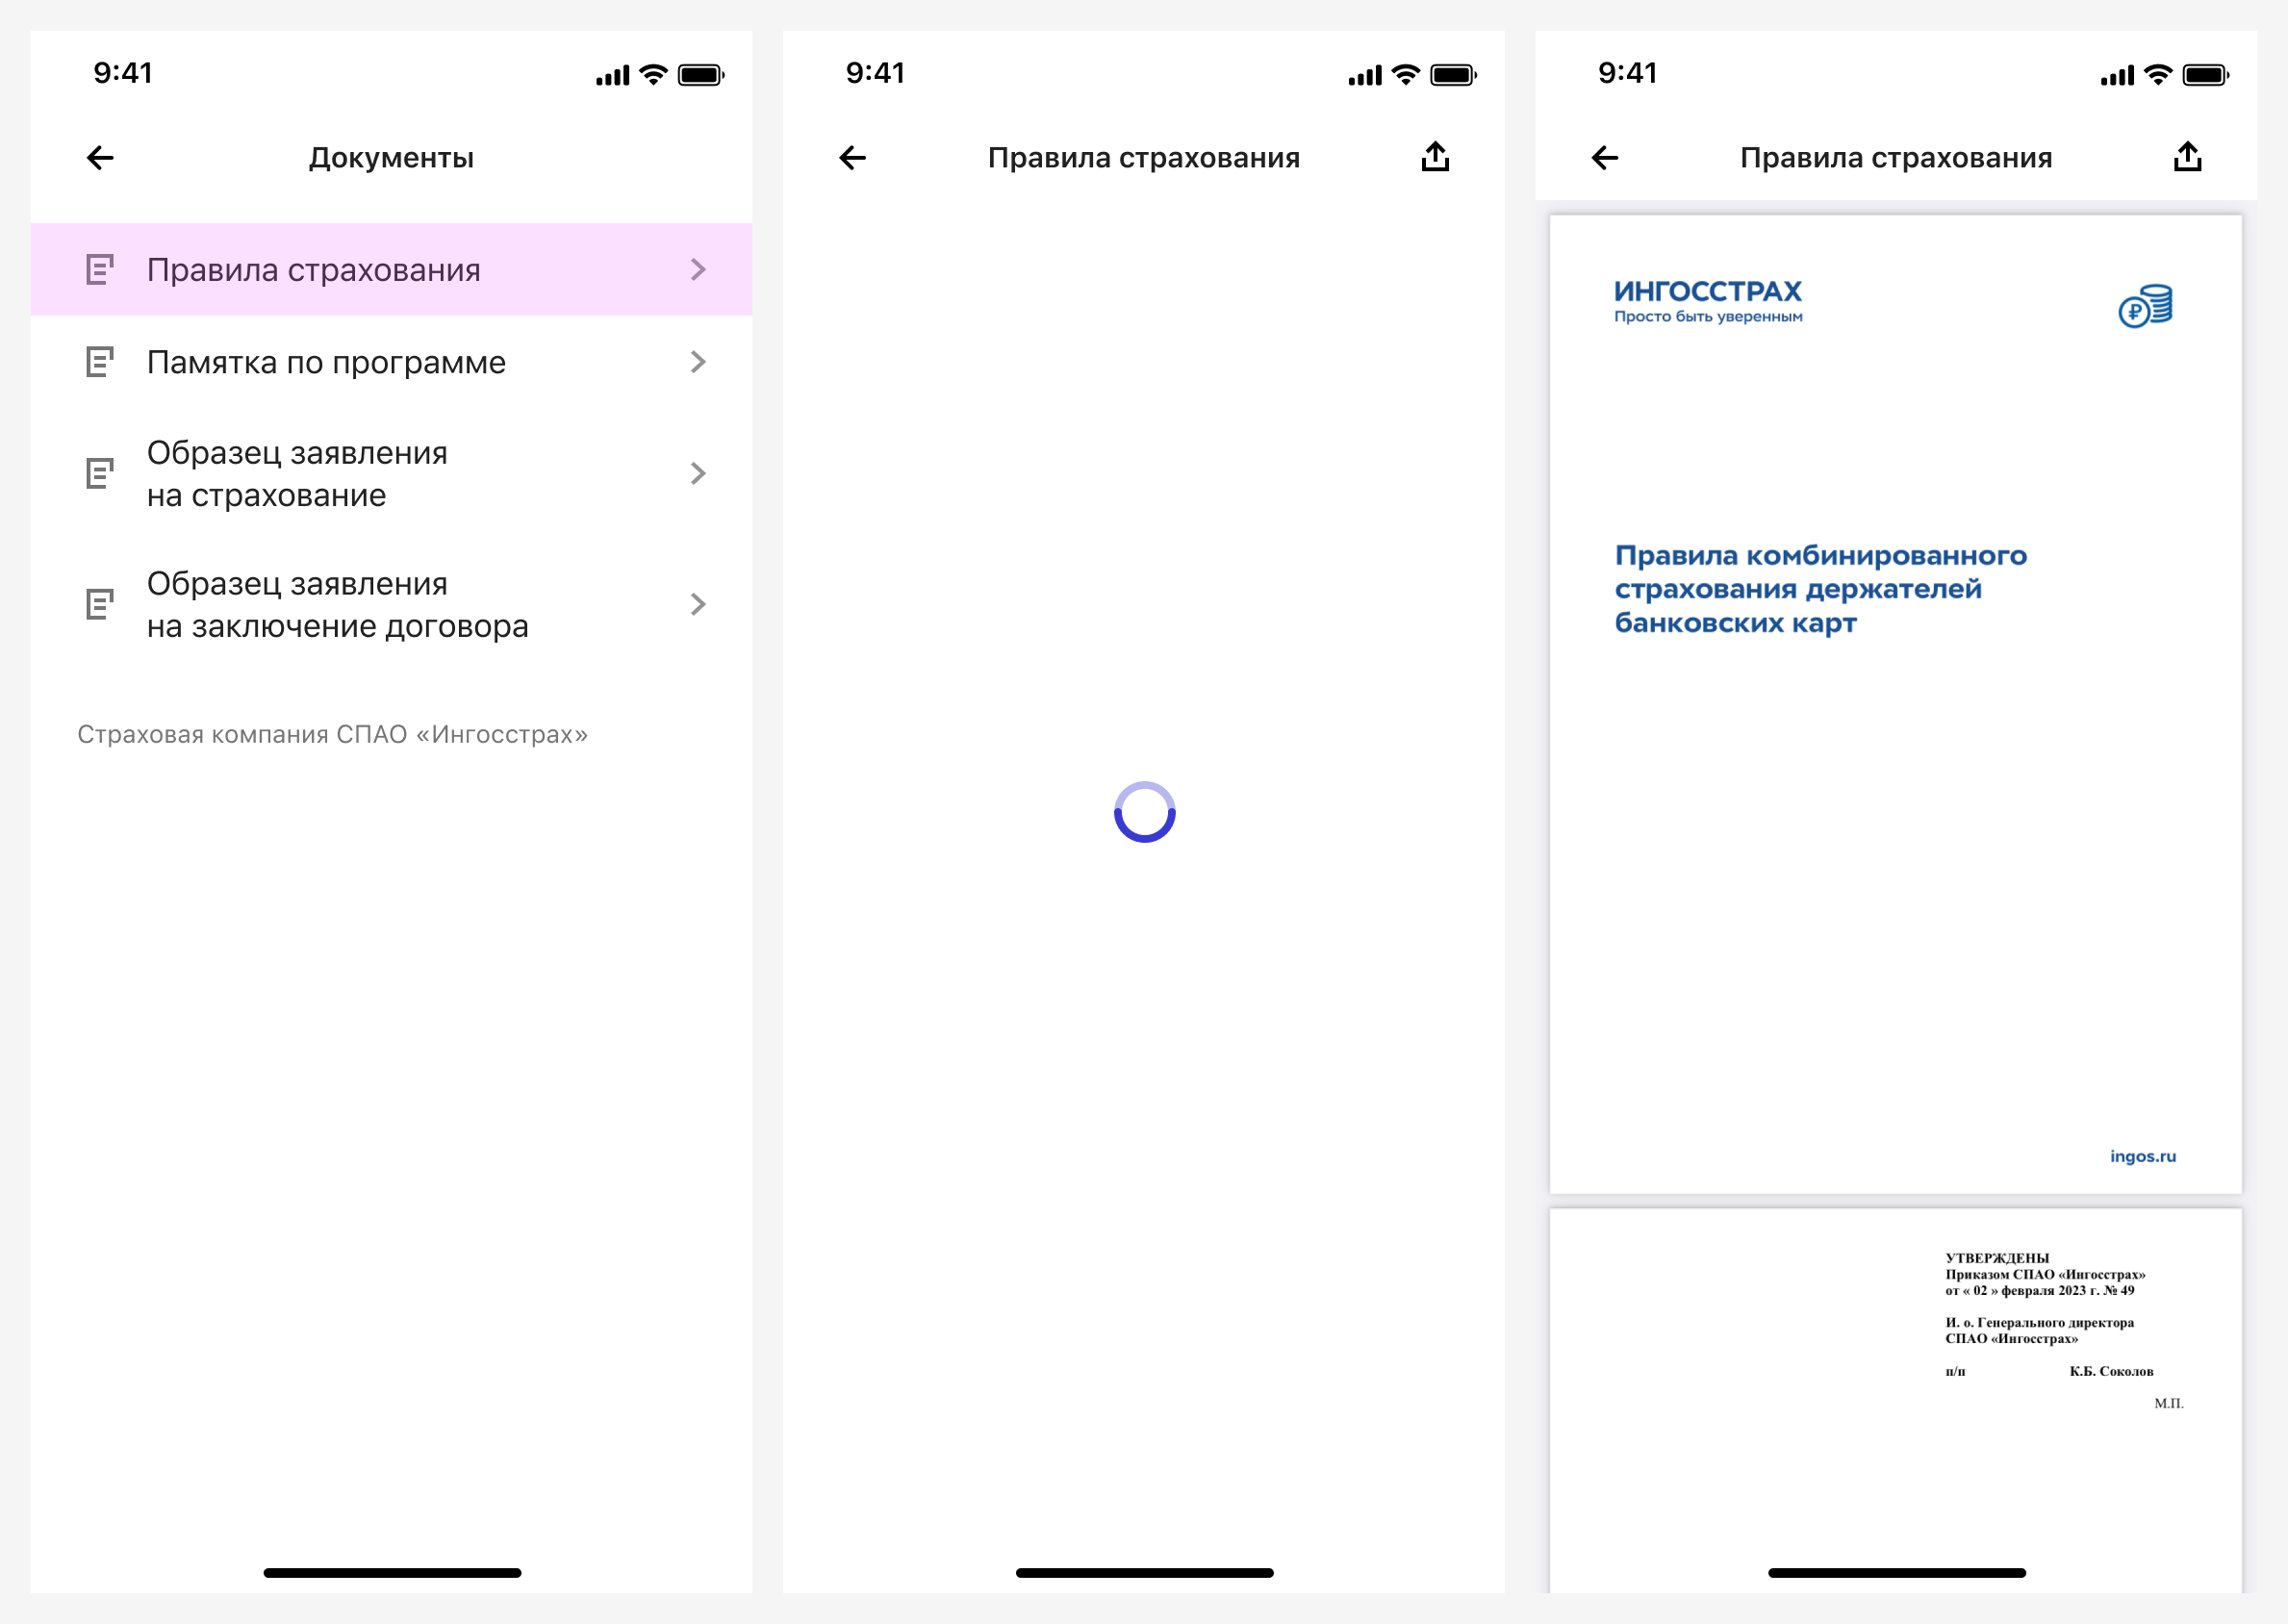 9:41
Документы
Правила страхования
Памятка по программе
Образец заявления
на страхование
Образец заявления
на заключение договора
Страховая компания СПАО «Ингосстрах»
9:41
Правила страхования
9:41
Правила страхования
ИНГОССТРАХ
Просто быть уверенным
Правила комбинированного
страхования держателей
банковских карт
ingos.ru
УТВЕРЖДЕНЫ
Приказом СПАО «Ингосстрах»
от « 02 » февраля 2023 г. № 49
И. о. Генерального директора
СПАО «Ингосстрах»
п/п К.Б. Соколов
М.П.